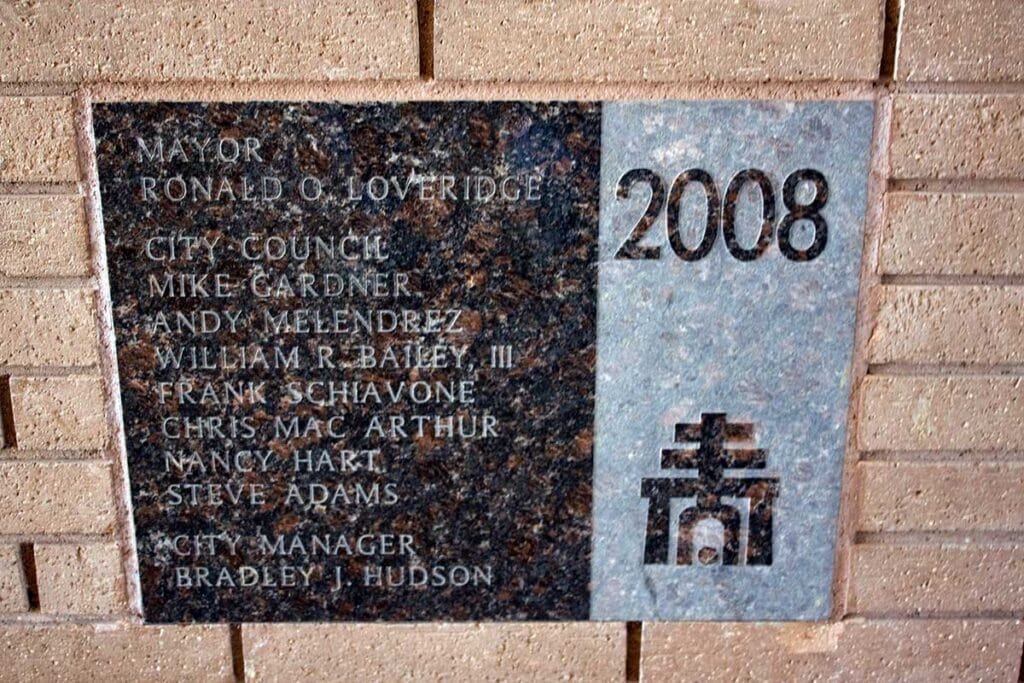 MAYOR
RONALD O. LOVERIDGE
2008
CITY COUNCIL
MIKE GARDNER
ANDY MELENDREZ
WILLIAM R. BAILEY, III
FRANK SCHIAVONE
CHRIS MAC ARTHUR
NANCY HART
STEVE ADAMS
CITY MANAGER
BRADLEY J. HUDSON